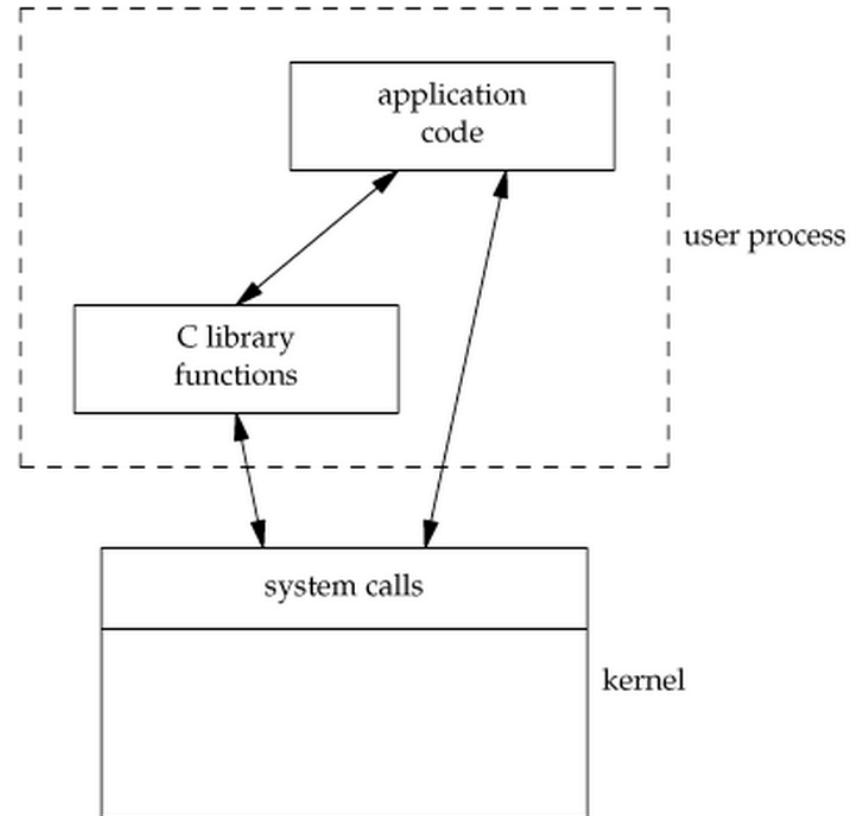 application
code
user process
C library
functions
system calls
kernel